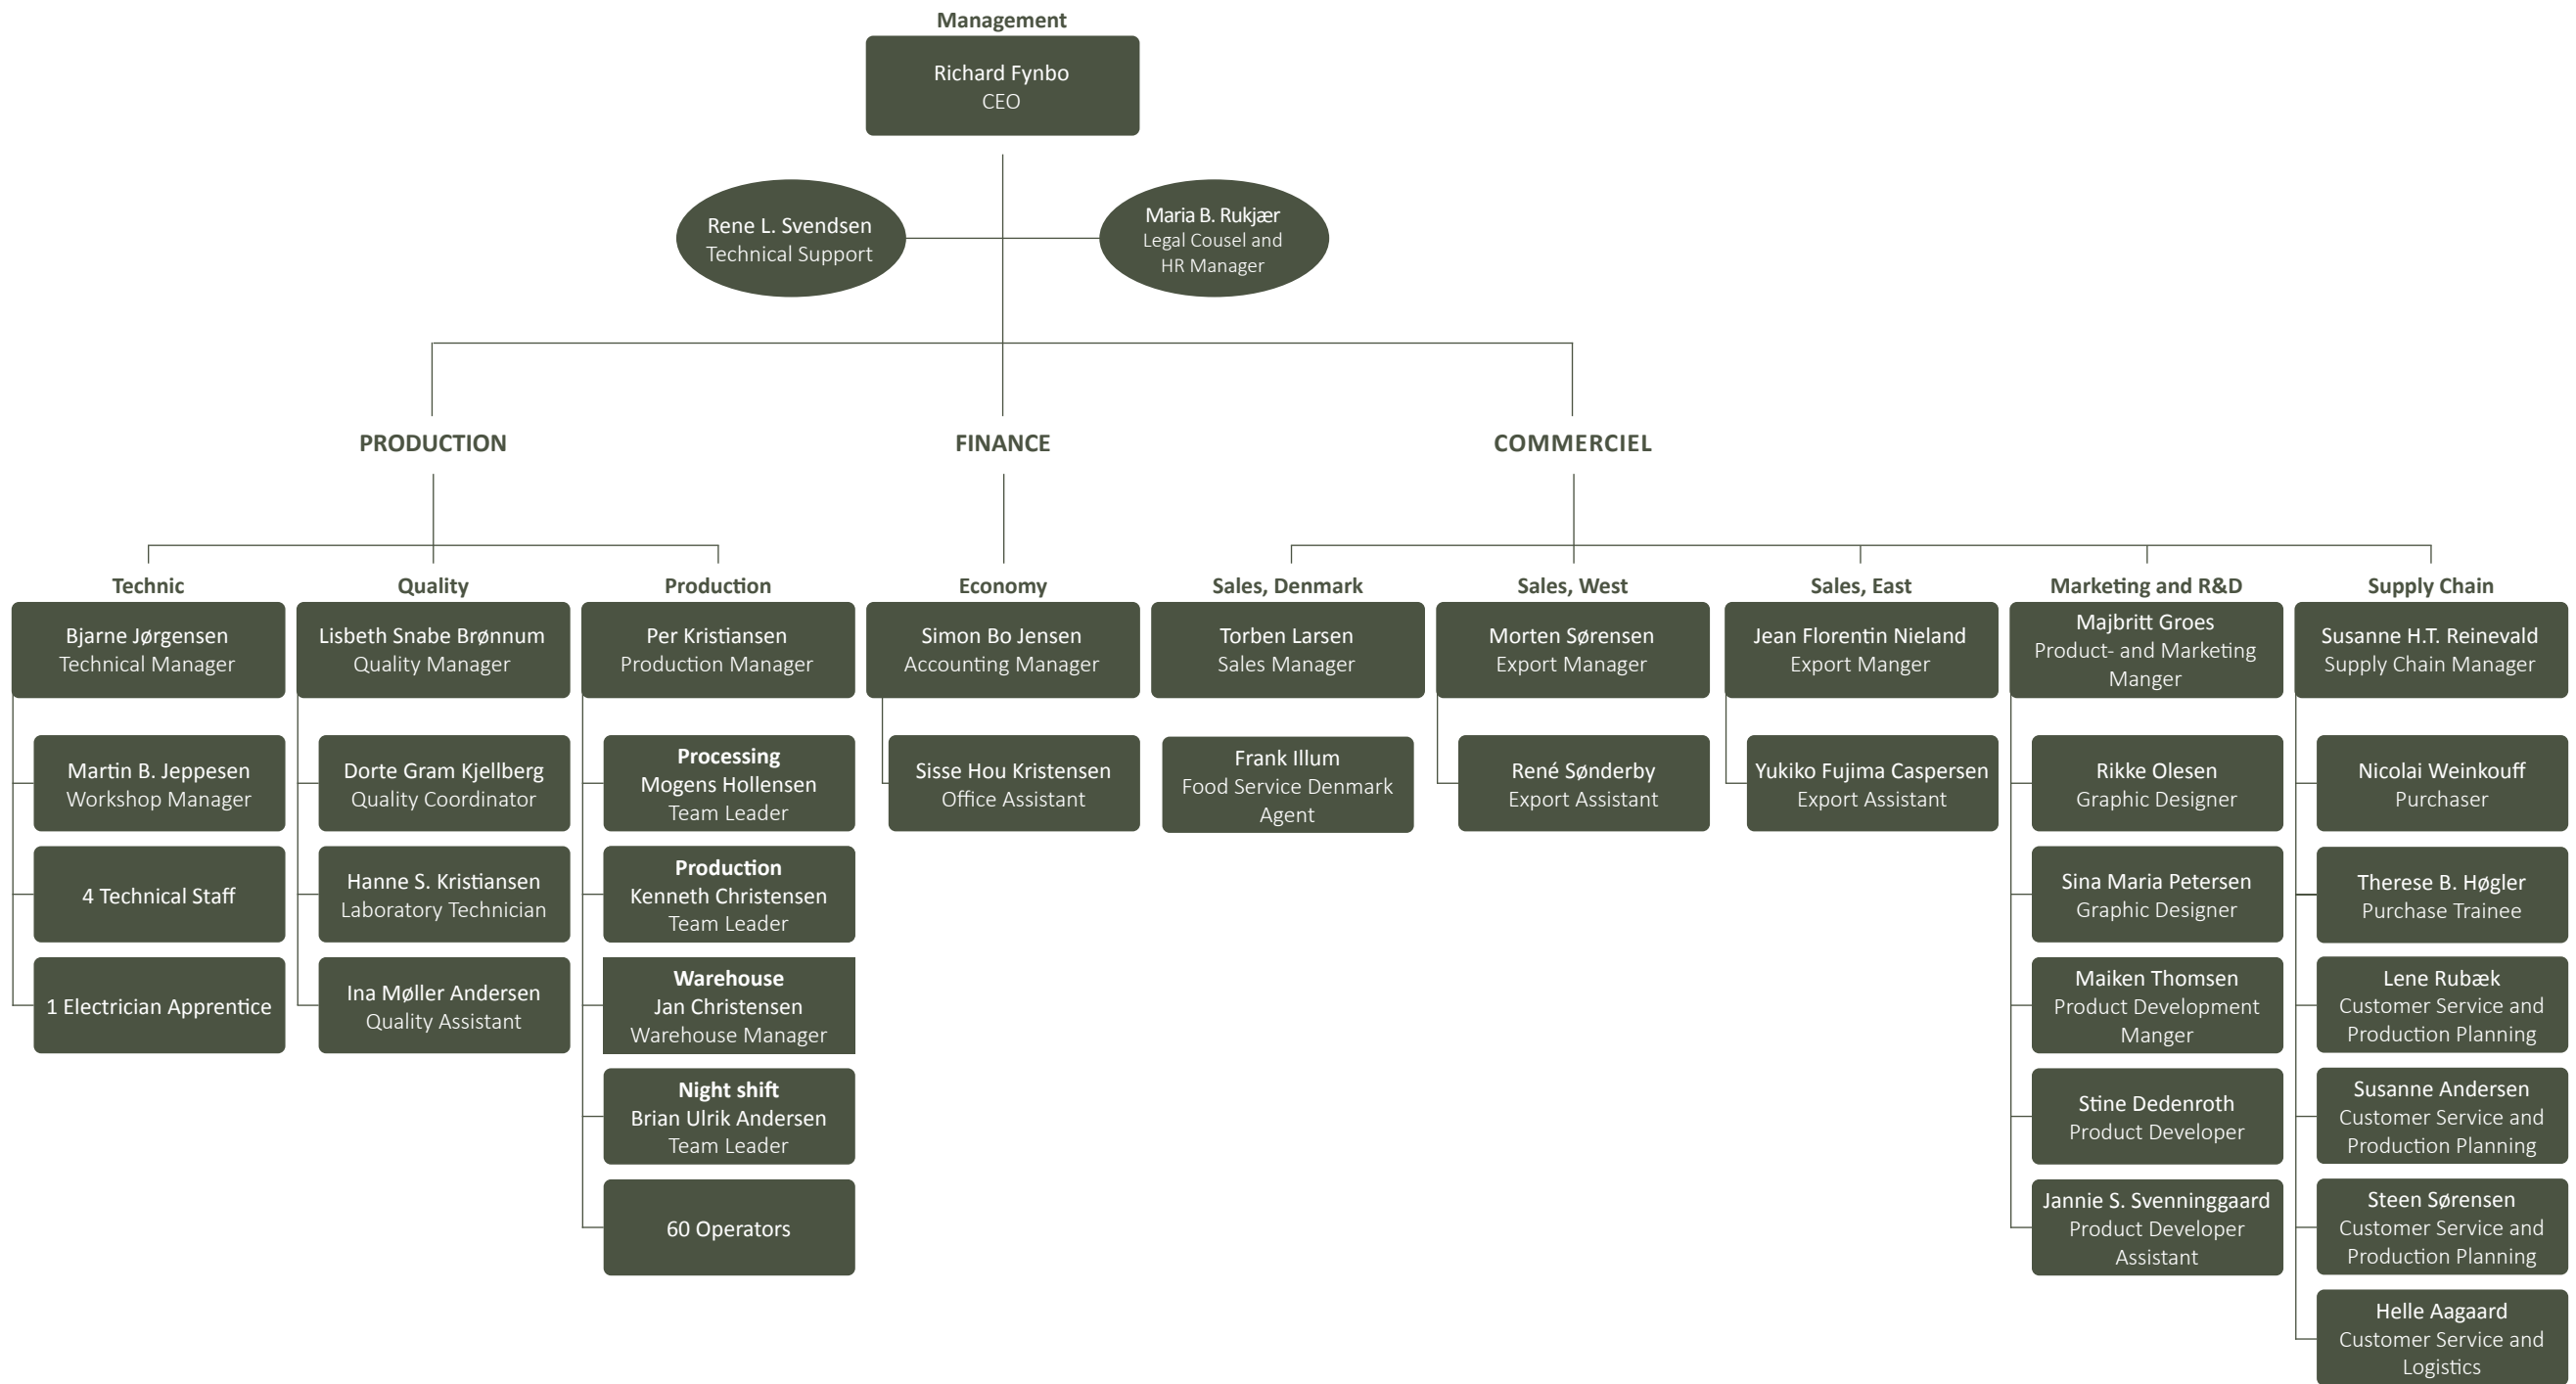 Management
Richard Fynbo
CEO
Rene L. Svendsen
Technical Support
Maria B. Rukjær
Legal Cousel and
HR Manager
PRODUCTION
FINANCE
COMMERCIEL
Technic
Bjarne Jørgensen
Technical Manager
Martin B. Jeppesen
Workshop Manager
4 Technical Staff
1 Electrician Apprentice
Quality
Lisbeth Snabe Brønnum
Quality Manager
Dorte Gram Kjellberg
Quality Coordinator
Hanne S. Kristiansen
Laboratory Technician
Ina Møller Andersen
Quality Assistant
Production
Per Kristiansen
Production Manager
Processing
Mogens Hollensen
Team Leader
Production
Kenneth Christensen
Team Leader
Warehouse
Jan Christensen
Warehouse Manager
Night shift
Brian Ulrik Andersen
Team Leader
60 Operators
Economy
Simon Bo Jensen
Accounting Manager
Sisse Hou Kristensen
Office Assistant
Sales, Denmark
Torben Larsen
Sales Manager
Frank Illum
Food Service Denmark
Agent
Sales, West
Morten Sørensen
Export Manager
René Sønderby
Export Assistant
Sales, East
Jean Florentin Nieland
Export Manger
Yukiko Fujima Caspersen
Export Assistant
Marketing and R&D
Majbritt Groes
Product- and Marketing
Manger
Rikke Olesen
Graphic Designer
Sina Maria Petersen
Graphic Designer
Maiken Thomsen
Product Development
Manger
Stine Dedenroth
Product Developer
Jannie S. Svenninggaard
Product Developer
Assistant
Supply Chain
Susanne H.T. Reinevald
Supply Chain Manager
Nicolai Weinkouff
Purchaser
Therese B. Høgler
Purchase Trainee
Lene Rubæk
Customer Service and
Production Planning
Susanne Andersen
Customer Service and
Production Planning
Steen Sørensen
Customer Service and
Production Planning
Helle Aagaard
Customer Service and
Logistics